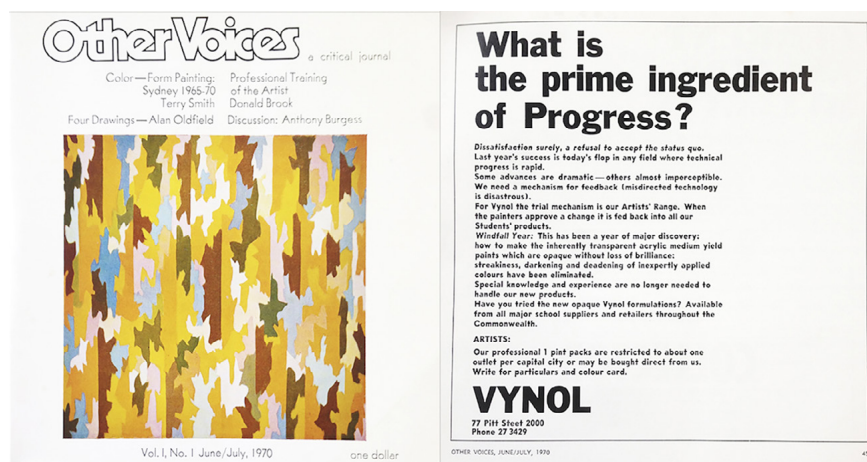 Other Voices
a critical journal
Color—Form Painting:
Sydney 1965-70
Terry Smith
Professional Training
of the Artist
Donald Brook
Four Drawings—Alan Oldfield
Discussion: Anthony Burgess
Vol. I, No. 1 June/July, 1970
one dollar
What is
the prime ingredient
of Progress?
Dissatisfaction surely, a refusal to accept the status quo.
Last year's success is today's flop in any field where technical
progress is rapid.
Some advances are dramatic—others almost imperceptible.
We need a mechanism for feedback (misdirected technology
is disastrous).
For Vynol the trial mechanism is our Artists' Range. When
the painters approve a change it is fed back into all our
Students' products.
Windfall Year: This has been a year of major discovery:
how to make the inherently transparent acrylic medium yield
paints which are opaque without loss of brilliance:
streakiness, darkening and deadening of inexpertly applied
colours have been eliminated.
Special knowledge and experience are no longer needed to
handle our new products.
Have you tried the new opaque Vynol formulations? Available
from all major school suppliers and retailers throughout the
Commonwealth.
ARTISTS:
Our professional 1 pint packs are restricted to about one
outlet per capital city or may be bought direct from us.
Write for particulars and colour card.
VYNOL
77 Pitt Steet 2000
Phone 27 3429
OTHER VOICES, JUNE/JULY, 1970